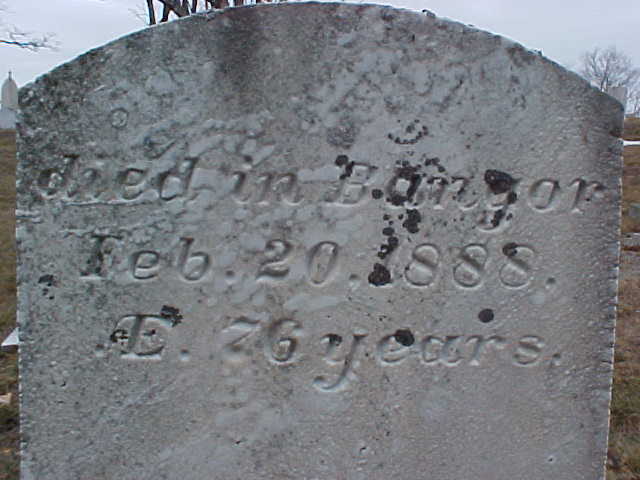 died in Bangor
Feb. 20. 1888.
Æ. 76 years.